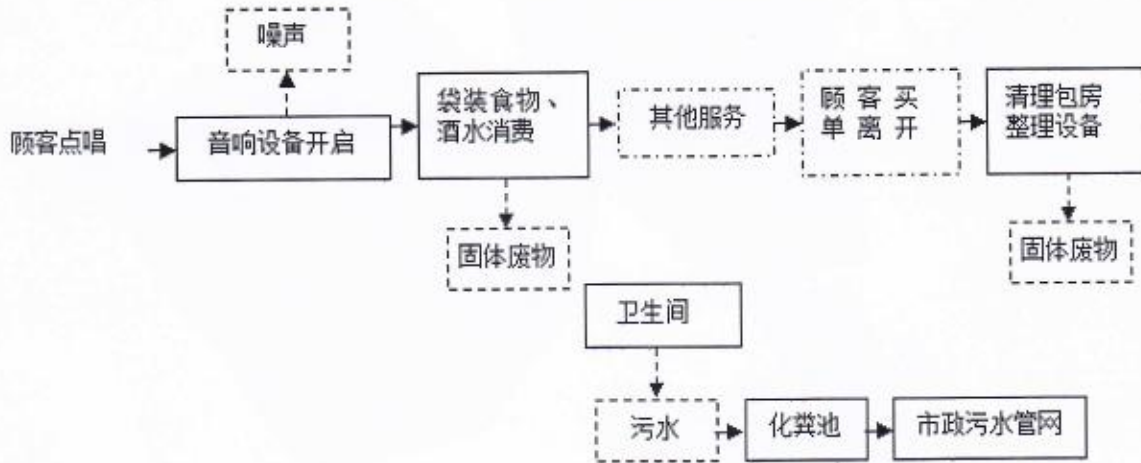 噪声
顾客点唱
音响设备开启
袋装食物、
酒水消费
其他服务
顾客买
单离开
清理包房
整理设备
固体废物
固体废物
卫生间
污水
化粪池
市政污水管网